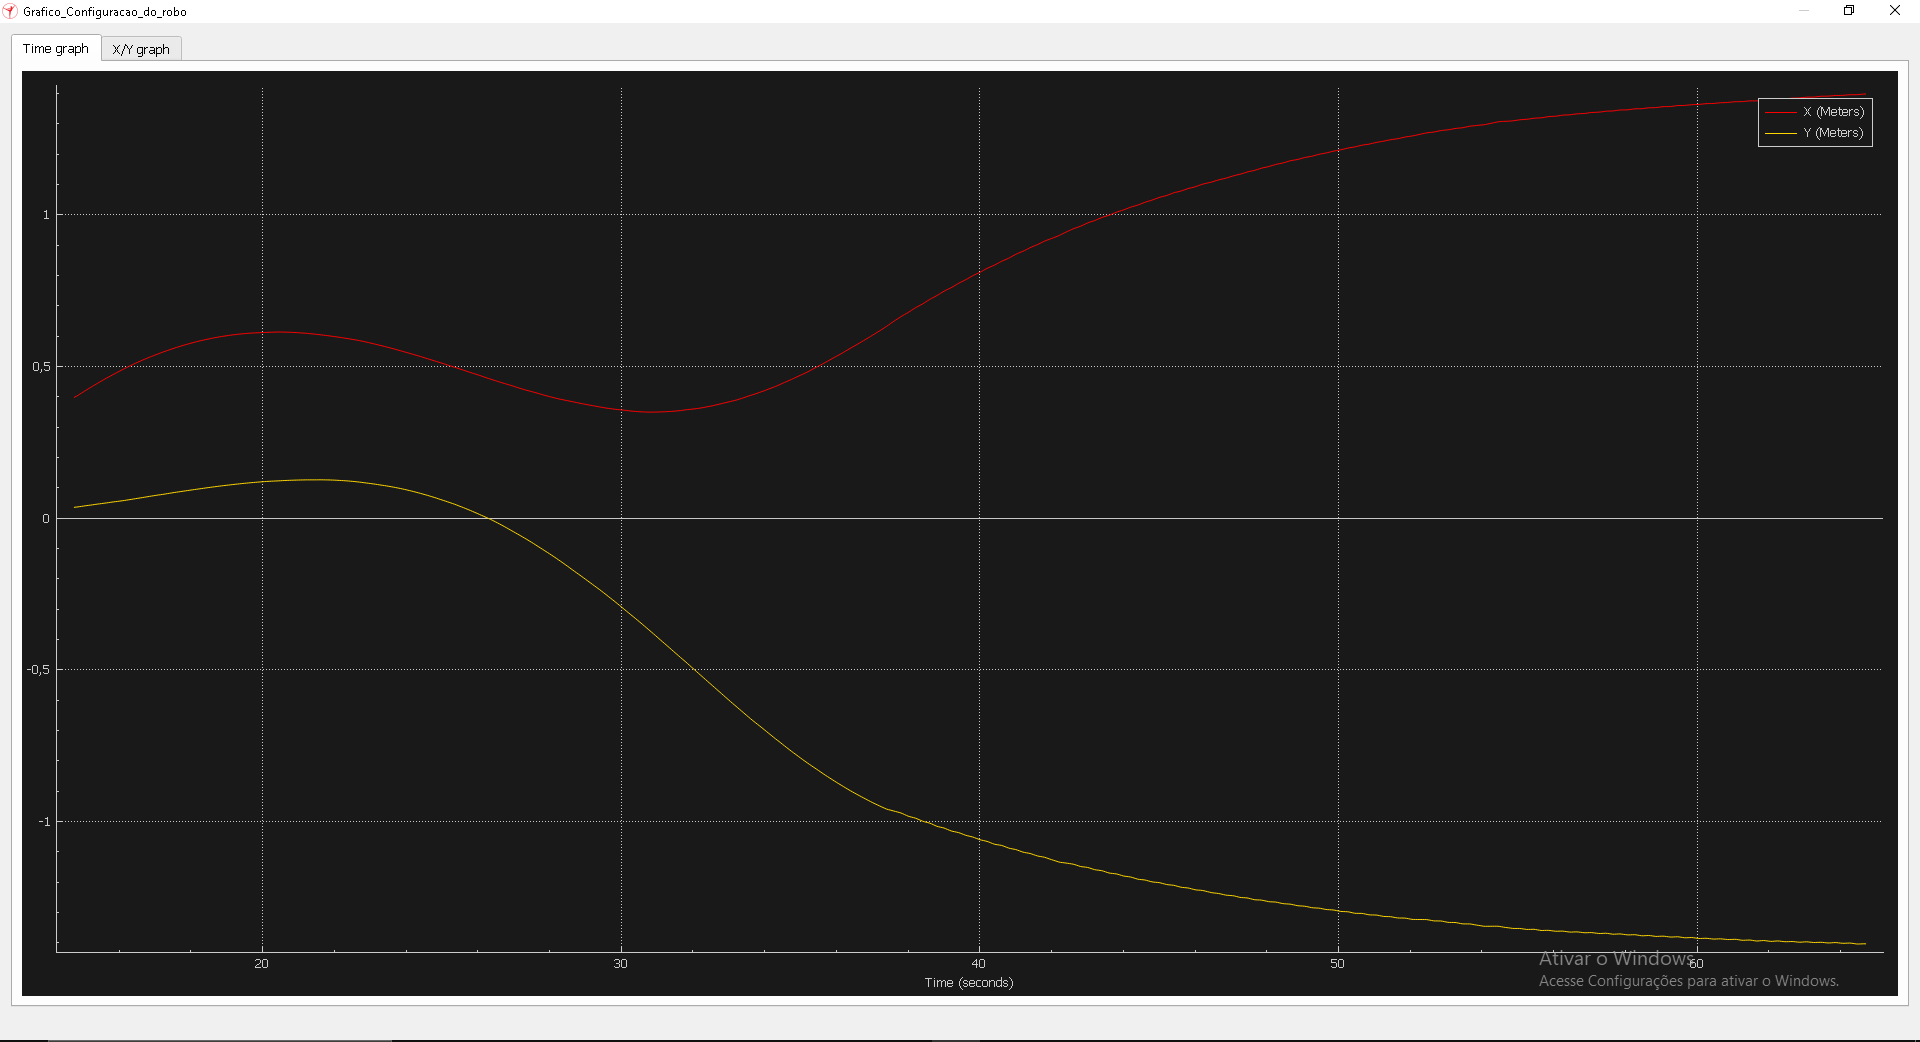 Grafico_Configuracao_do_robo
Time graph
X/Y graph
X (Meters)
Y (Meters)
1
0,5
0
-0,5
-1
20
30
40
50
60
Time (seconds)
Ativar o Windows
Acesse Configurações para ativar o Windows.